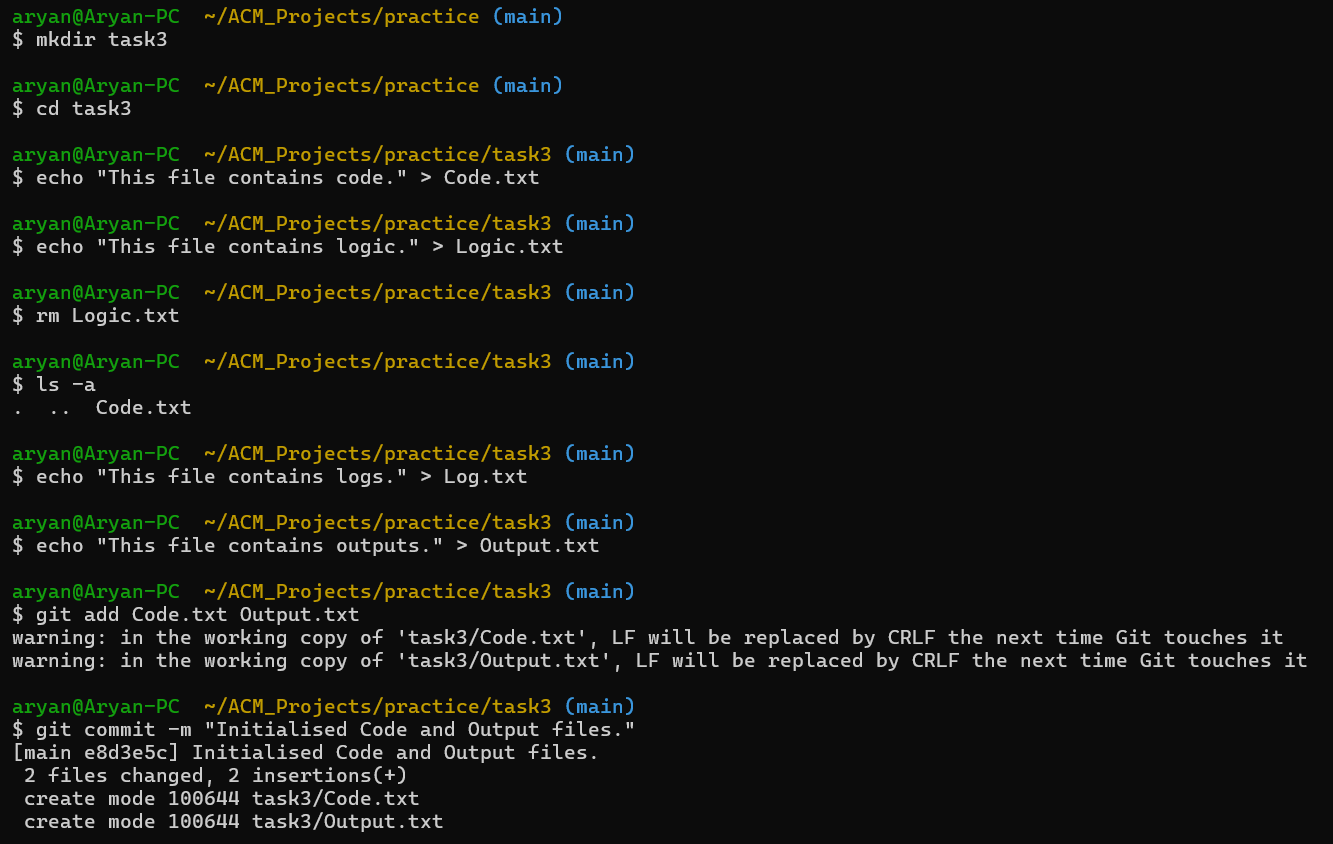 aryan@Aryan-PC  ~/ACM_Projects/practice (main)
$ mkdir task3
aryan@Aryan-PC  ~/ACM_Projects/practice (main)
$ cd task3
aryan@Aryan-PC  ~/ACM_Projects/practice/task3 (main)
$ echo "This file contains code." > Code.txt
aryan@Aryan-PC  ~/ACM_Projects/practice/task3 (main)
$ echo "This file contains logic." > Logic.txt
aryan@Aryan-PC  ~/ACM_Projects/practice/task3 (main)
$ rm Logic.txt
aryan@Aryan-PC  ~/ACM_Projects/practice/task3 (main)
$ ls -a
.  ..  Code.txt
aryan@Aryan-PC  ~/ACM_Projects/practice/task3 (main)
$ echo "This file contains logs." > Log.txt
aryan@Aryan-PC  ~/ACM_Projects/practice/task3 (main)
$ echo "This file contains outputs." > Output.txt
aryan@Aryan-PC  ~/ACM_Projects/practice/task3 (main)
$ git add Code.txt Output.txt
warning: in the working copy of 'task3/Code.txt', LF will be replaced by CRLF the next time Git touches it
warning: in the working copy of 'task3/Output.txt', LF will be replaced by CRLF the next time Git touches it
aryan@Aryan-PC  ~/ACM_Projects/practice/task3 (main)
$ git commit -m "Initialised Code and Output files."
[main e8d3e5c] Initialised Code and Output files.
 2 files changed, 2 insertions(+)
 create mode 100644 task3/Code.txt
 create mode 100644 task3/Output.txt